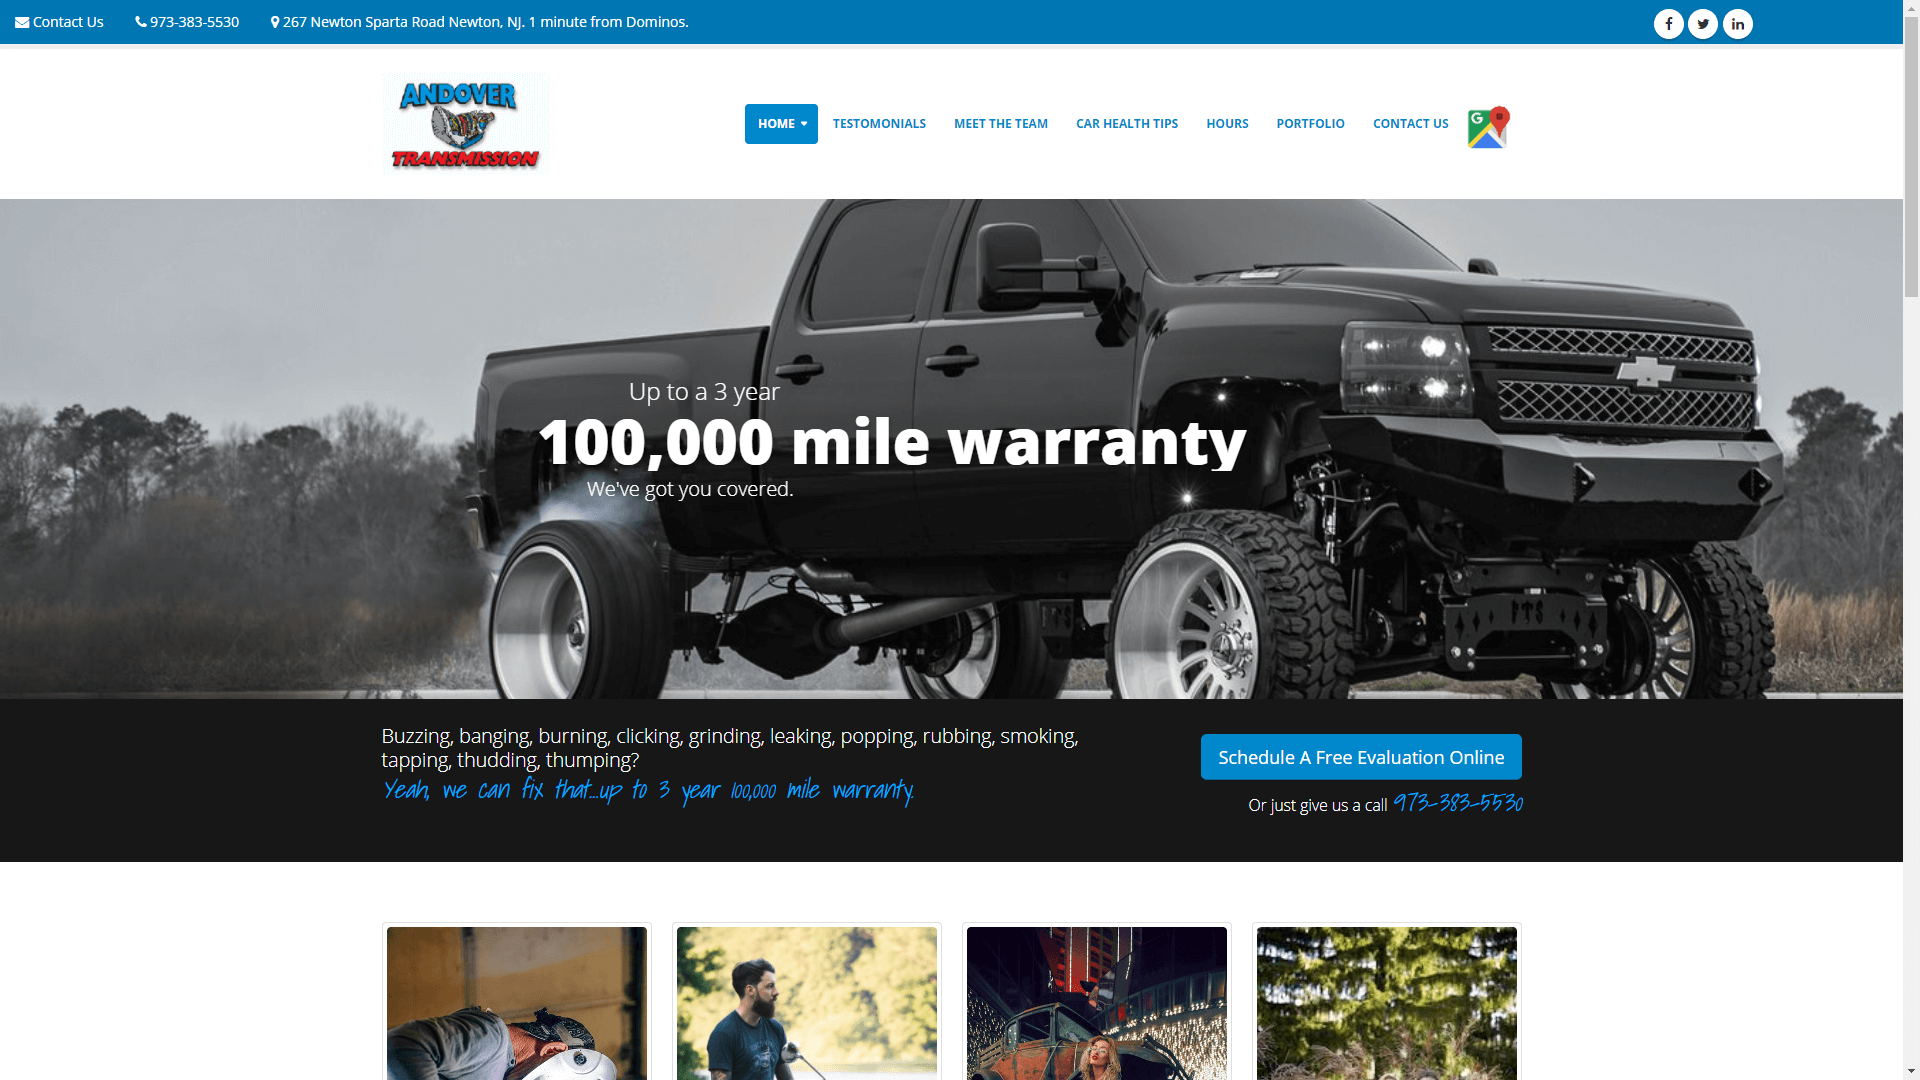 Contact Us
973-383-5530
267 Newton Sparta Road Newton, NJ. 1 minute from Dominos.
ANDOVER
TRANSMISSION
HOME
TESTOMONIALS
MEET THE TEAM
CAR HEALTH TIPS
HOURS
PORTFOLIO
CONTACT US
G
Up to a 3 year
100,000 mile warranty
We've got you covered.
BTS
Buzzing, banging, burning, clicking, grinding, leaking, popping, rubbing, smoking,
tapping, thudding, thumping?
Yeah, we can fix that...up to 3 year 100,000 mile warranty.
Schedule A Free Evaluation Online
Or just give us a call 973-383-5530